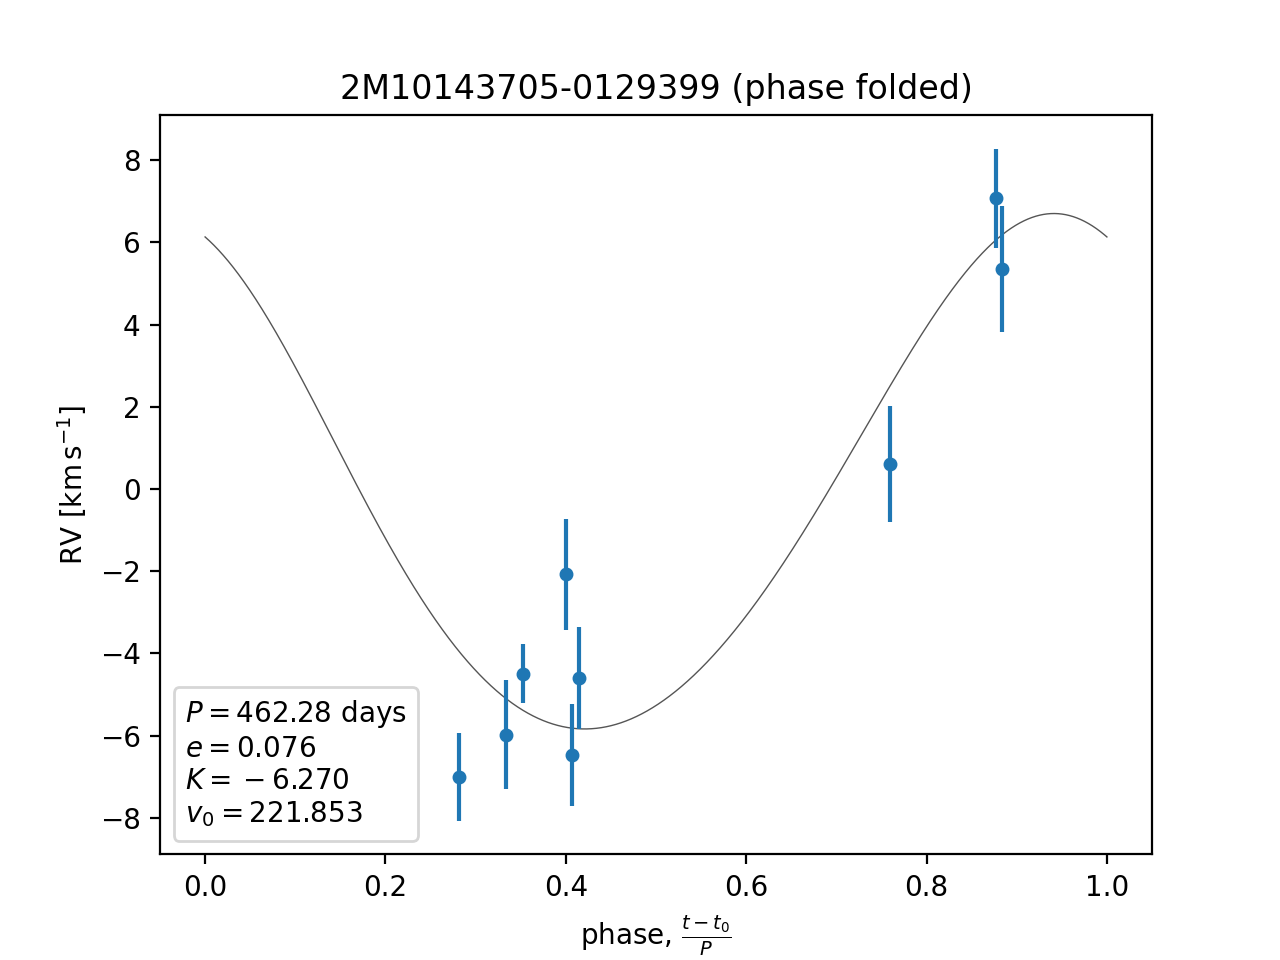 2M10143705-0129399 (phase folded)
RV [km s⁻¹]
8
6
4
2
0
−2
−4
−6
−8
P = 462.28 days
e = 0.076
K = −6.270
v₀ = 221.853
0.0 0.2 0.4 0.6 0.8 1.0
phase, (t − t₀)/P